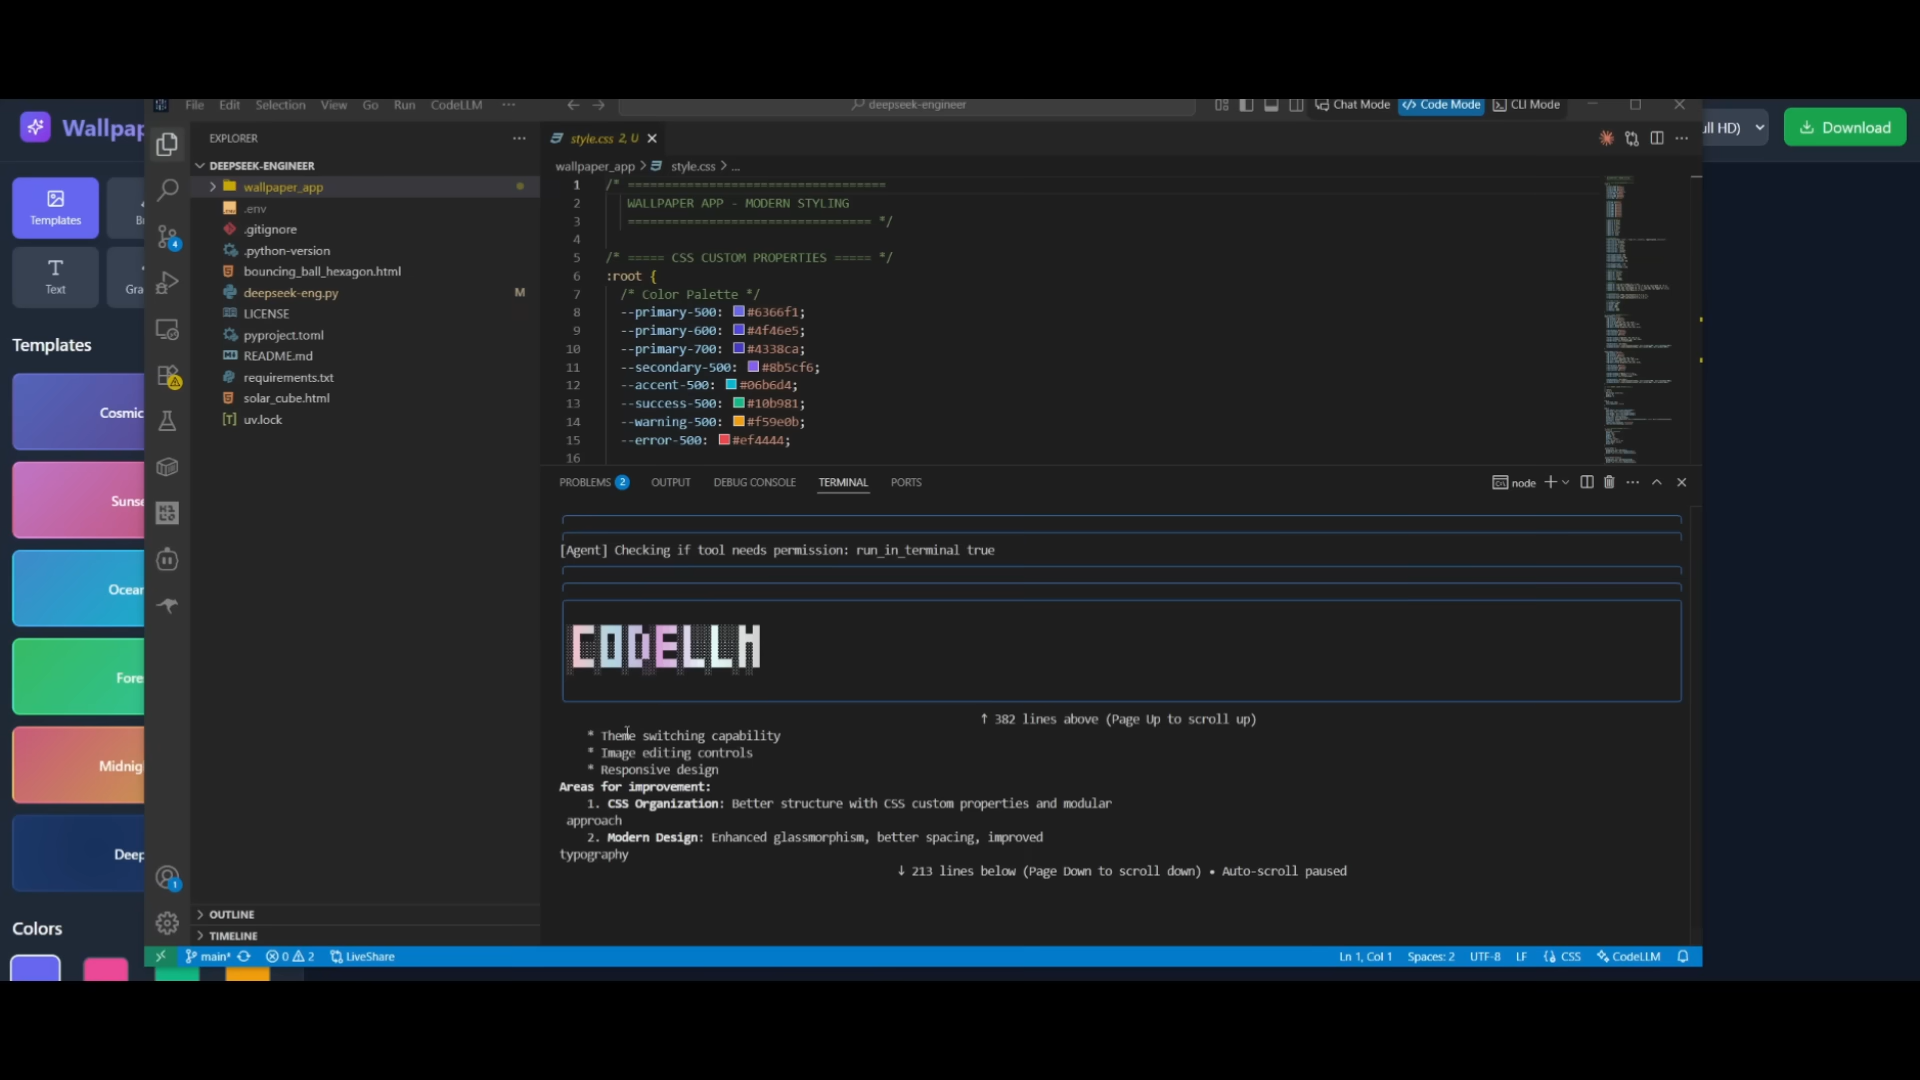 File Edit Selection View Go Run CodeLLM ··· deepseek-engineer Chat Mode Code Mode CLI Mode
Download
Templates
Text
Templates
Colors
EXPLORER
DEEPSEEK-ENGINEER
wallpaper_app
.env
.gitignore
.python-version
bouncing_ball_hexagon.html
deepseek-eng.py M
LICENSE
pyproject.toml
README.md
requirements.txt
solar_cube.html
uv.lock
OUTLINE
TIMELINE
style.css 2, U
wallpaper_app > style.css > ...
1 /* ===================================
2 WALLPAPER APP - MODERN STYLING
3 ================================= */
4
5 /* ===== CSS CUSTOM PROPERTIES ===== */
6 :root {
7 /* Color Palette */
8 --primary-500: #6366f1;
9 --primary-600: #4f46e5;
10 --primary-700: #4338ca;
11 --secondary-500: #8b5cf6;
12 --accent-500: #06b6d4;
13 --success-500: #10b981;
14 --warning-500: #f59e0b;
15 --error-500: #ef4444;
16
PROBLEMS 2 OUTPUT DEBUG CONSOLE TERMINAL PORTS node
[Agent] Checking if tool needs permission: run_in_terminal true
CODELLM
↑ 382 lines above (Page Up to scroll up)
* Theme switching capability
* Image editing controls
* Responsive design
Areas for improvement:
1. CSS Organization: Better structure with CSS custom properties and modular
approach
2. Modern Design: Enhanced glassmorphism, better spacing, improved
typography
↓ 213 lines below (Page Down to scroll down) • Auto-scroll paused
main* 0 2 LiveShare Ln 1, Col 1 Spaces: 2 UTF-8 LF CSS CodeLLM